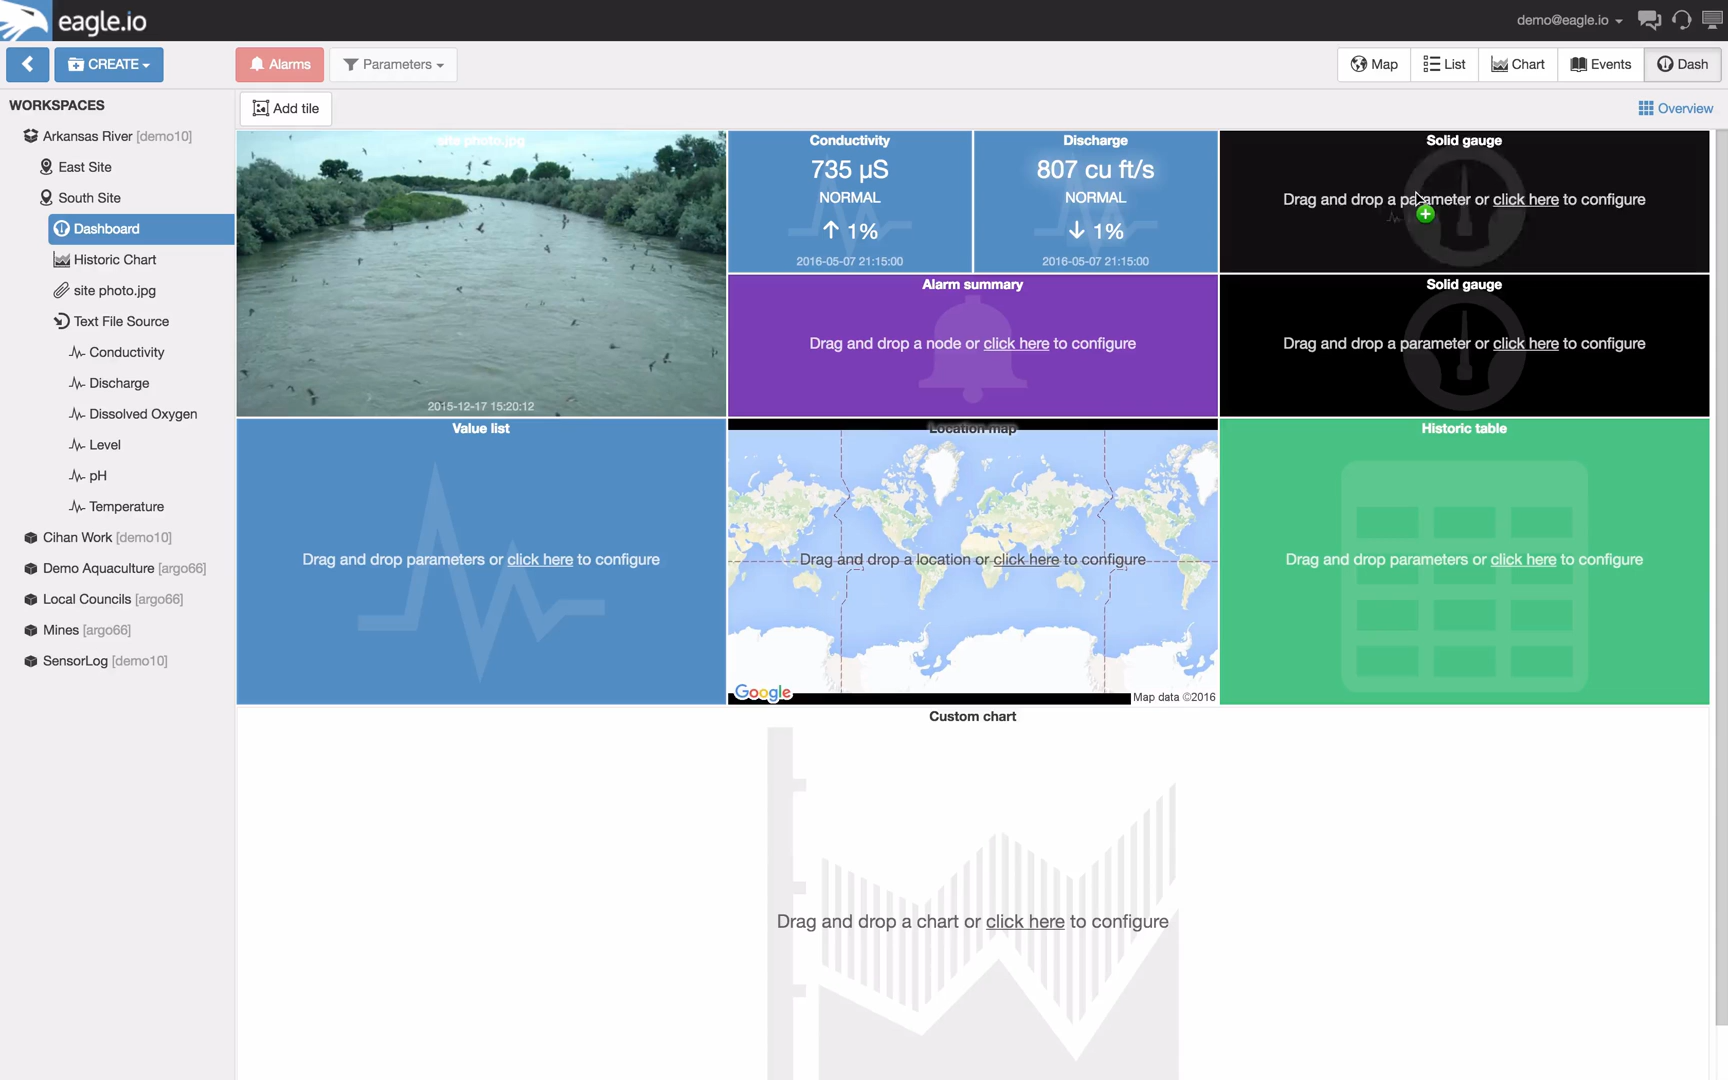 eagle.io
demo@eagle.io
CREATE
Alarms
Parameters
Map
List
Chart
Events
Dash
WORKSPACES
Arkansas River [demo10]
East Site
South Site
Dashboard
Historic Chart
site photo.jpg
Text File Source
Conductivity
Discharge
Dissolved Oxygen
Level
pH
Temperature
Cihan Work [demo10]
Demo Aquaculture [argo66]
Local Councils [argo66]
Mines [argo66]
SensorLog [demo10]
Add tile
Overview
site photo.jpg
2015-12-17 15:20:12
Conductivity
735 µS
NORMAL
1%
2016-05-07 21:15:00
Discharge
807 cu ft/s
NORMAL
1%
2016-05-07 21:15:00
Solid gauge
Drag and drop a parameter or click here to configure
Alarm summary
Drag and drop a node or click here to configure
Solid gauge
Drag and drop a parameter or click here to configure
Value list
Drag and drop parameters or click here to configure
Location map
Drag and drop a location or click here to configure
Google
Map data ©2016
Historic table
Drag and drop parameters or click here to configure
Custom chart
Drag and drop a chart or click here to configure